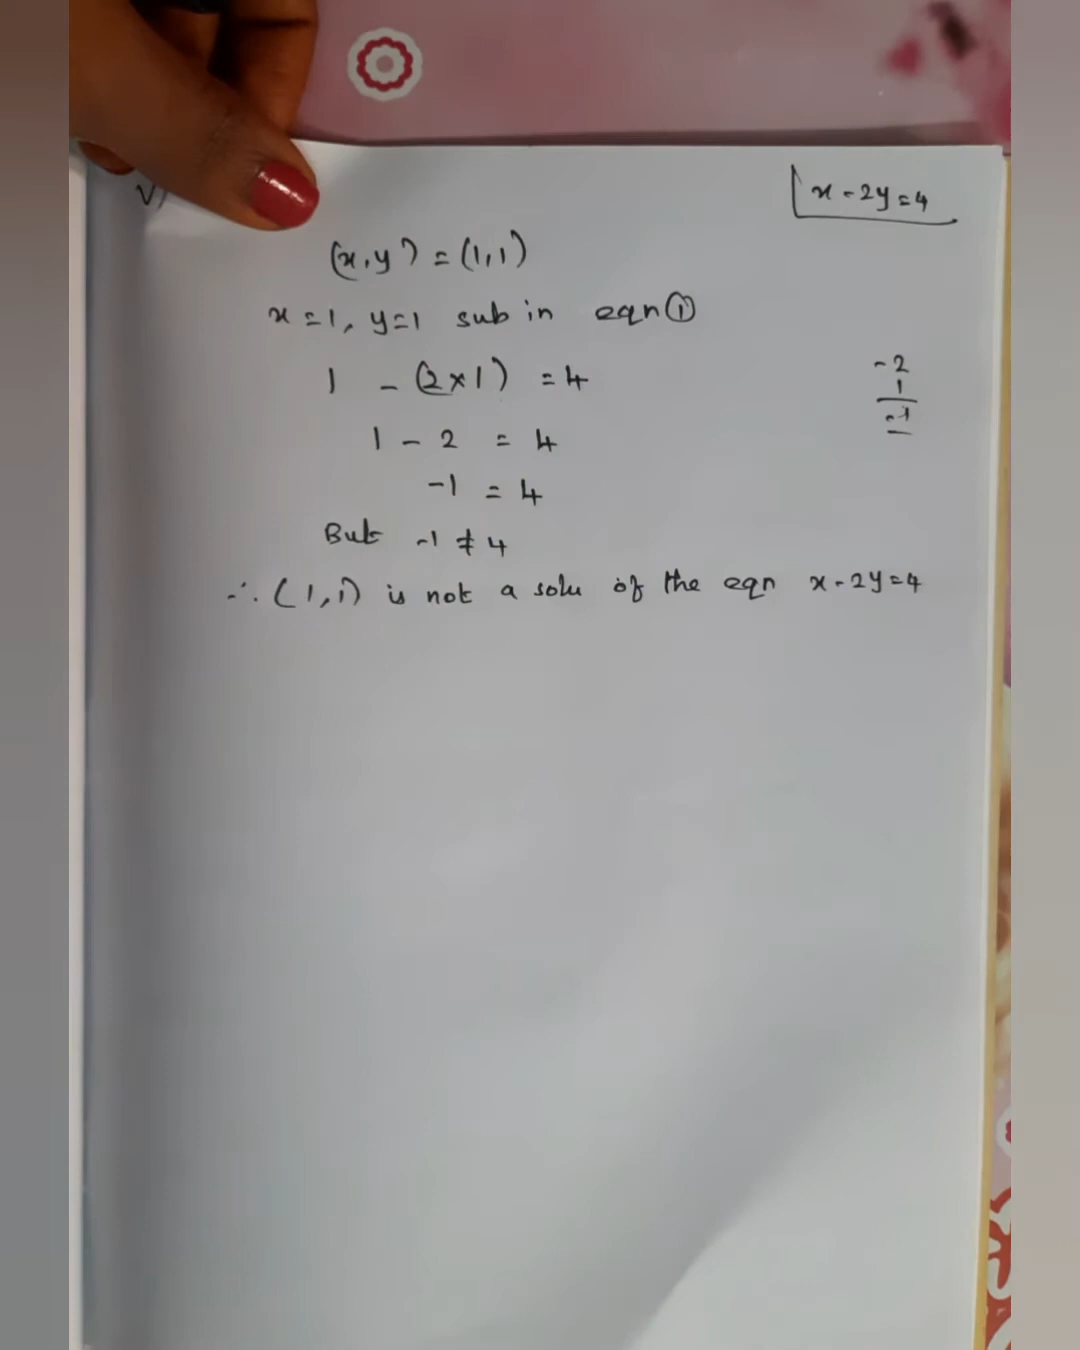 V)
x - 2y = 4
(x, y) = (1, 1)
x = 1, y = 1 sub in eqn ①
1 - (2 × 1) = 4
-2
1
-1
1 - 2 = 4
-1 = 4
But -1 ≠ 4
∴ (1, 1) is not a solu of the eqn x - 2y = 4